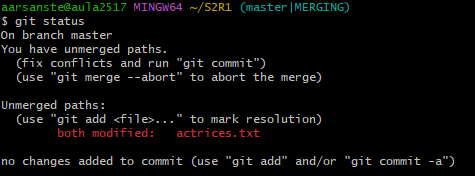 aarsanste@aula2517 MINGW64 ~/S2R1 (master|MERGING)
$ git status
On branch master
You have unmerged paths.
  (fix conflicts and run "git commit")
  (use "git merge --abort" to abort the merge)

Unmerged paths:
  (use "git add <file>..." to mark resolution)
        both modified:   actrices.txt

no changes added to commit (use "git add" and/or "git commit -a")